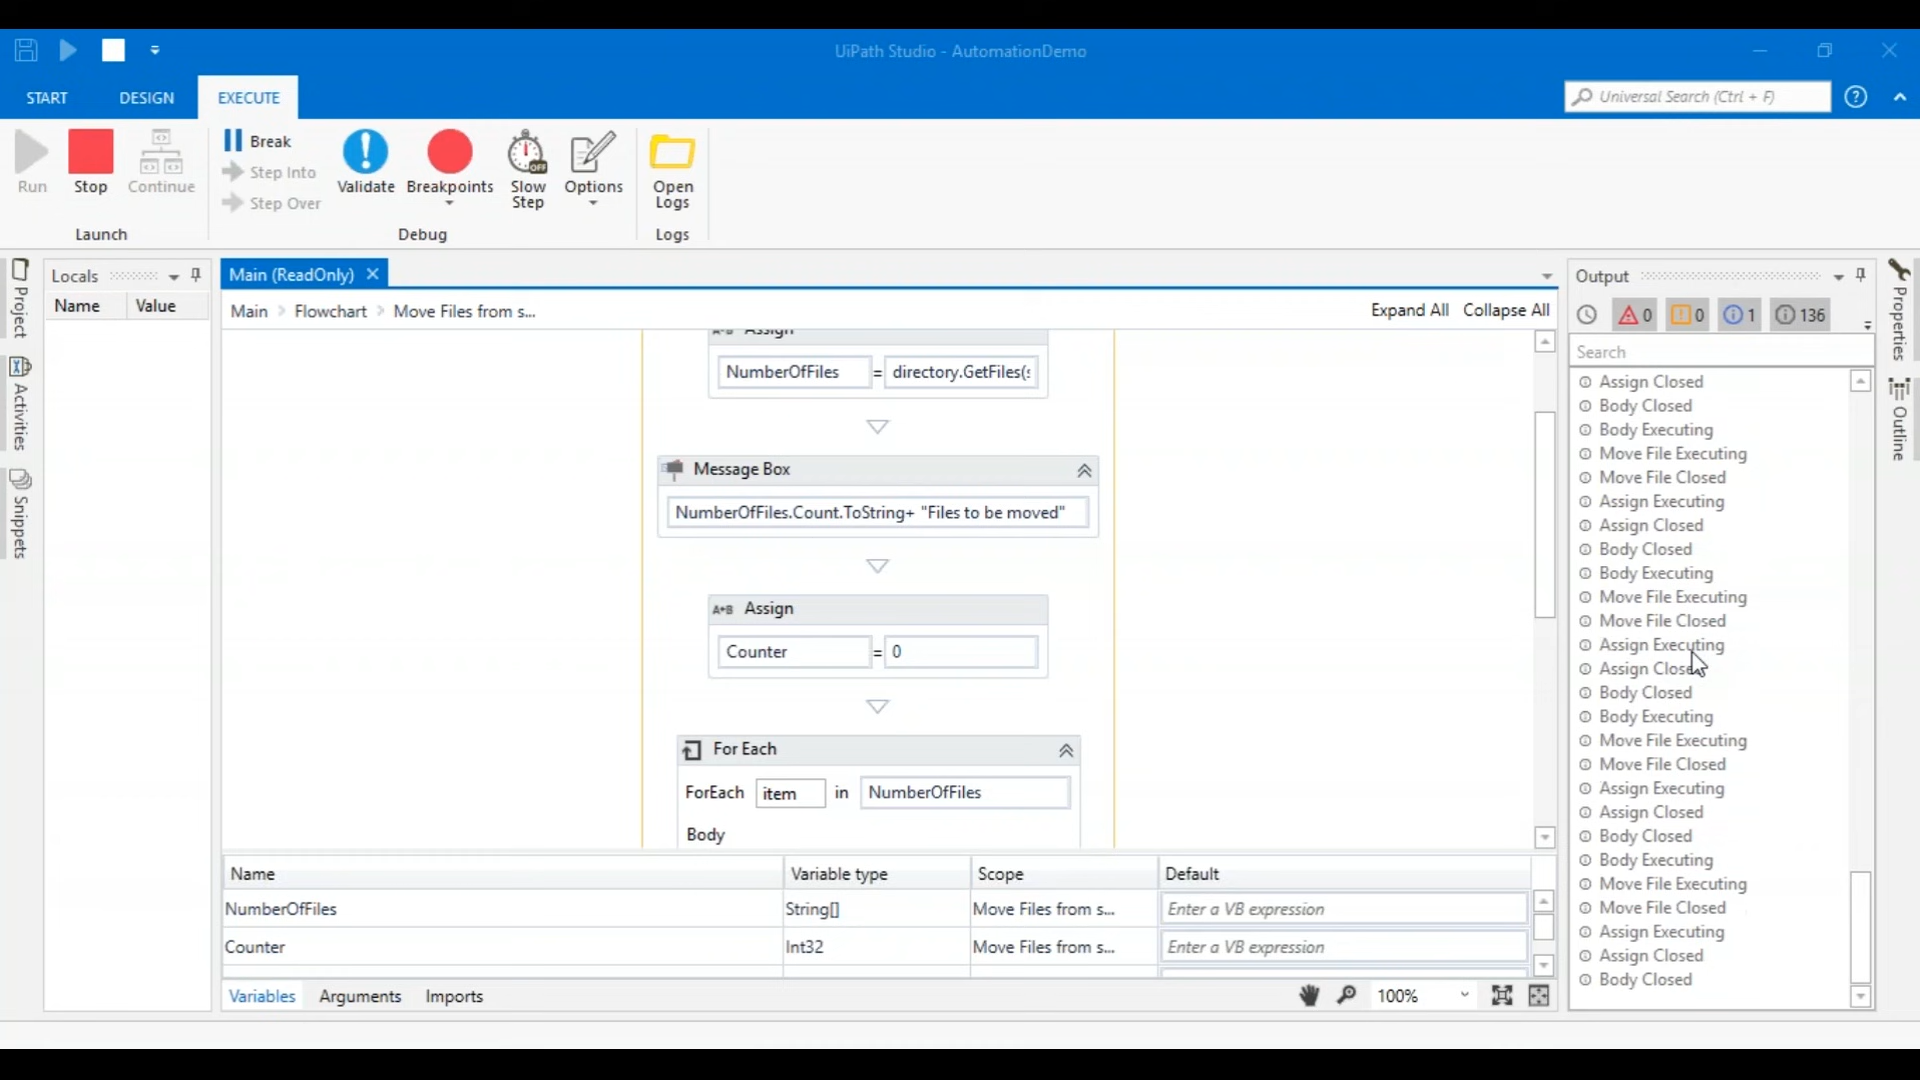 UiPath Studio - AutomationDemo
START DESIGN EXECUTE
Universal Search (Ctrl + F)
Run Stop Continue
Launch
Break
Step Into
Step Over
Validate Breakpoints Slow Step Options
Debug
Open Logs
Logs
Project
Activities
Snippets
Locals
Name Value
Main (ReadOnly)
Main > Flowchart > Move Files from s...
Expand All Collapse All
Assign
NumberOfFiles = directory.GetFiles(s
Message Box
NumberOfFiles.Count.ToString+ "Files to be moved"
A+B Assign
Counter = 0
For Each
ForEach item in NumberOfFiles
Body
Name Variable type Scope Default
NumberOfFiles String[] Move Files from s... Enter a VB expression
Counter Int32 Move Files from s... Enter a VB expression
Variables Arguments Imports
100%
Output
0 0 1 136
Search
Assign Closed
Body Closed
Body Executing
Move File Executing
Move File Closed
Assign Executing
Assign Closed
Body Closed
Body Executing
Move File Executing
Move File Closed
Assign Executing
Assign Closed
Body Closed
Body Executing
Move File Executing
Move File Closed
Assign Executing
Assign Closed
Body Closed
Body Executing
Move File Executing
Move File Closed
Assign Executing
Assign Closed
Body Closed
Properties
Outline